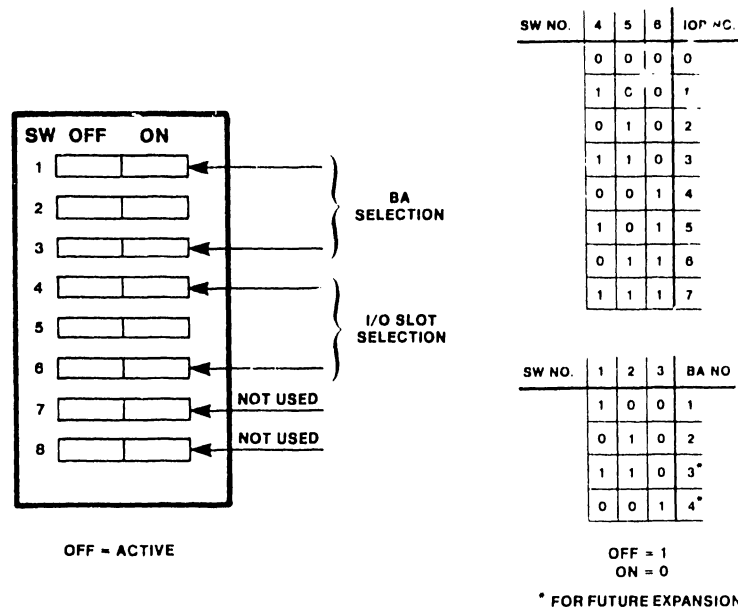 SW OFF ON
1
2
3
4
5
6
7
8
BA
SELECTION
I/O SLOT
SELECTION
NOT USED
NOT USED
OFF = ACTIVE
SW NO. 4 5 6 IOP NO.
0 0 0 0
1 0 0 1
0 1 0 2
1 1 0 3
0 0 1 4
1 0 1 5
0 1 1 6
1 1 1 7
SW NO. 1 2 3 BA NO
1 0 0 1
0 1 0 2
1 1 0 3*
0 0 1 4*
OFF = 1
ON = 0
* FOR FUTURE EXPANSION